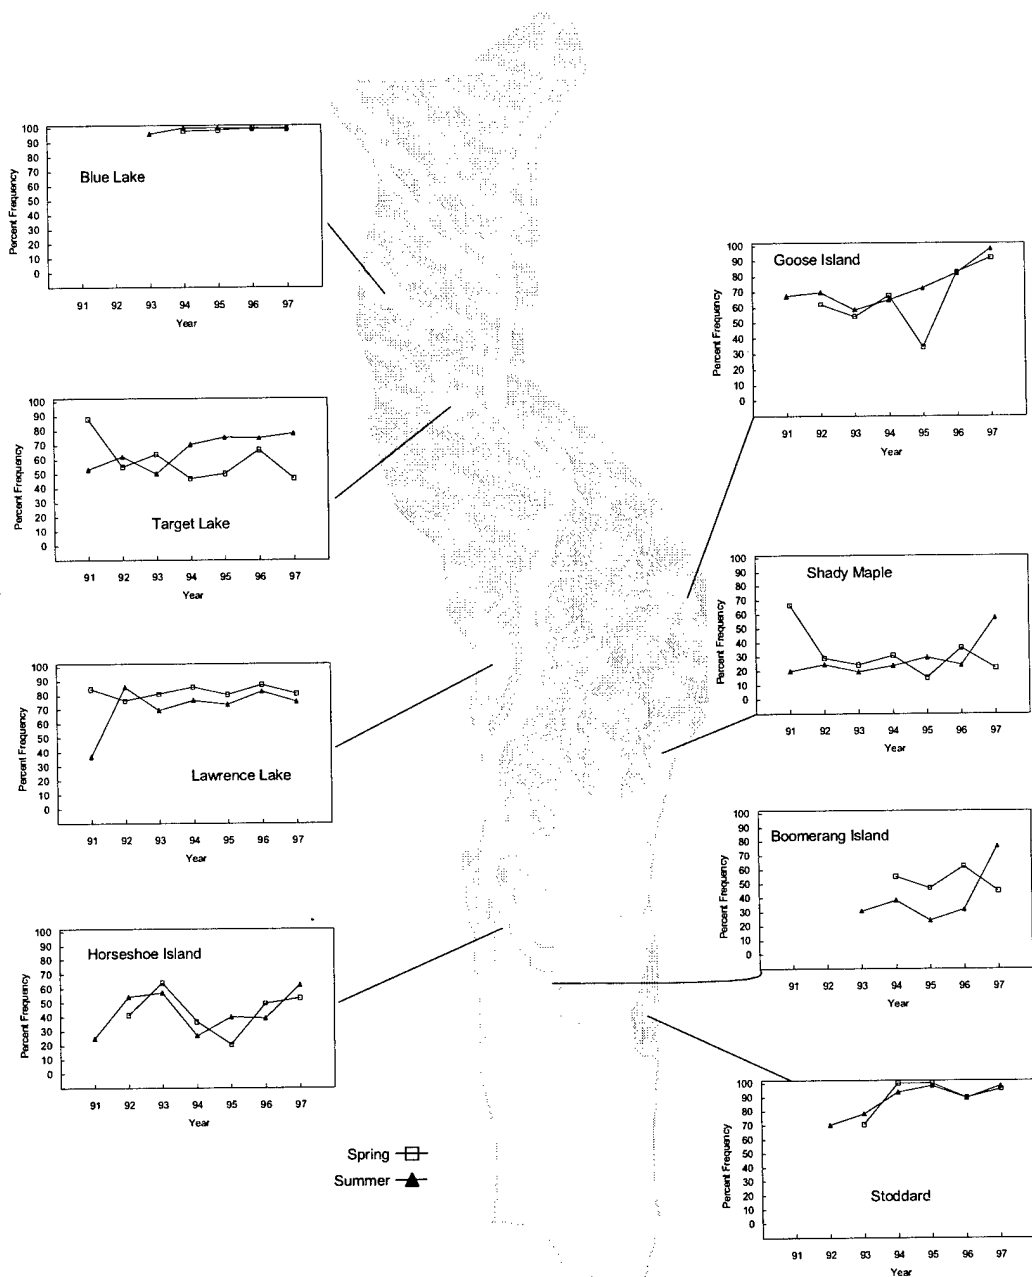 Blue Lake
Percent Frequency
100
90
80
70
60
50
40
30
20
10
0
91 92 93 94 95 96 97
Year
Target Lake
Percent Frequency
100
90
80
70
60
50
40
30
20
10
0
91 92 93 94 95 96 97
Year
Lawrence Lake
Percent Frequency
100
90
80
70
60
50
40
30
20
10
0
91 92 93 94 95 96 97
Year
Horseshoe Island
Percent Frequency
100
90
80
70
60
50
40
30
20
10
0
91 92 93 94 95 96 97
Year
Spring
Summer
Goose Island
Percent Frequency
100
90
80
70
60
50
40
30
20
10
0
91 92 93 94 95 96 97
Year
Shady Maple
Percent Frequency
100
90
80
70
60
50
40
30
20
10
0
91 92 93 94 95 96 97
Year
Boomerang Island
Percent Frequency
100
90
80
70
60
50
40
30
20
10
0
91 92 93 94 95 96 97
Year
Stoddard
Percent Frequency
100
90
80
70
60
50
40
30
20
10
0
91 92 93 94 95 96 97
Year